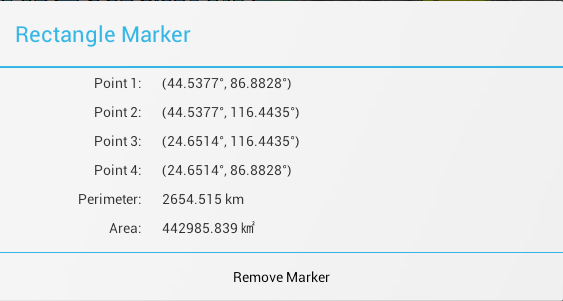 Rectangle Marker
Point 1: (44.5377°, 86.8828°)
Point 2: (44.5377°, 116.4435°)
Point 3: (24.6514°, 116.4435°)
Point 4: (24.6514°, 86.8828°)
Perimeter: 2654.515 km
Area: 442985.839 ㎢
Remove Marker